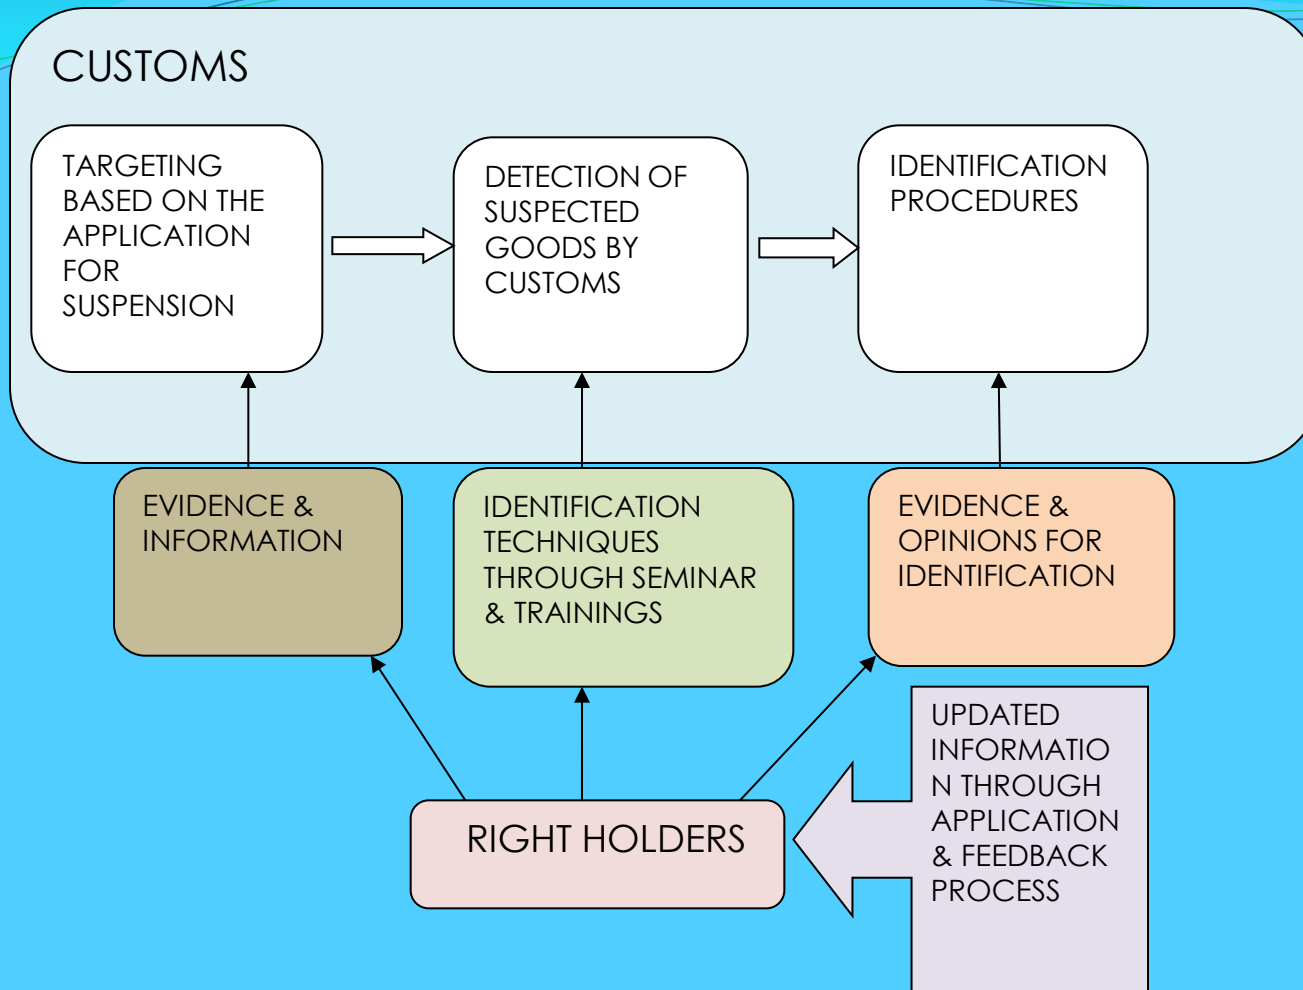 CUSTOMS
TARGETING
BASED ON THE
APPLICATION
FOR
SUSPENSION
DETECTION OF
SUSPECTED
GOODS BY
CUSTOMS
IDENTIFICATION
PROCEDURES
EVIDENCE &
INFORMATION
IDENTIFICATION
TECHNIQUES
THROUGH SEMINAR
& TRAININGS
EVIDENCE &
OPINIONS FOR
IDENTIFICATION
RIGHT HOLDERS
UPDATED
INFORMATIO
N THROUGH
APPLICATION
& FEEDBACK
PROCESS